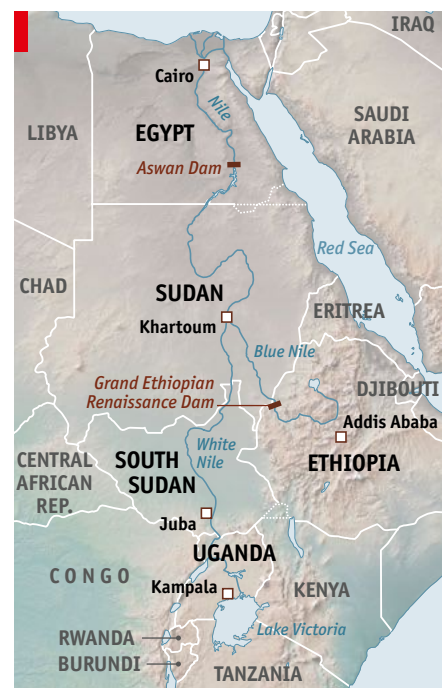 IRAQ
Cairo
Nile
LIBYA
EGYPT
SAUDI
ARABIA
Aswan Dam
Red Sea
CHAD
SUDAN
ERITREA
Khartoum
Blue Nile
Grand Ethiopian
Renaissance Dam
DJIBOUTI
Addis Ababa
White
Nile
CENTRAL
AFRICAN
REP.
SOUTH
SUDAN
ETHIOPIA
Juba
UGANDA
CONGO
Kampala
KENYA
Lake Victoria
RWANDA
BURUNDI
TANZANIA